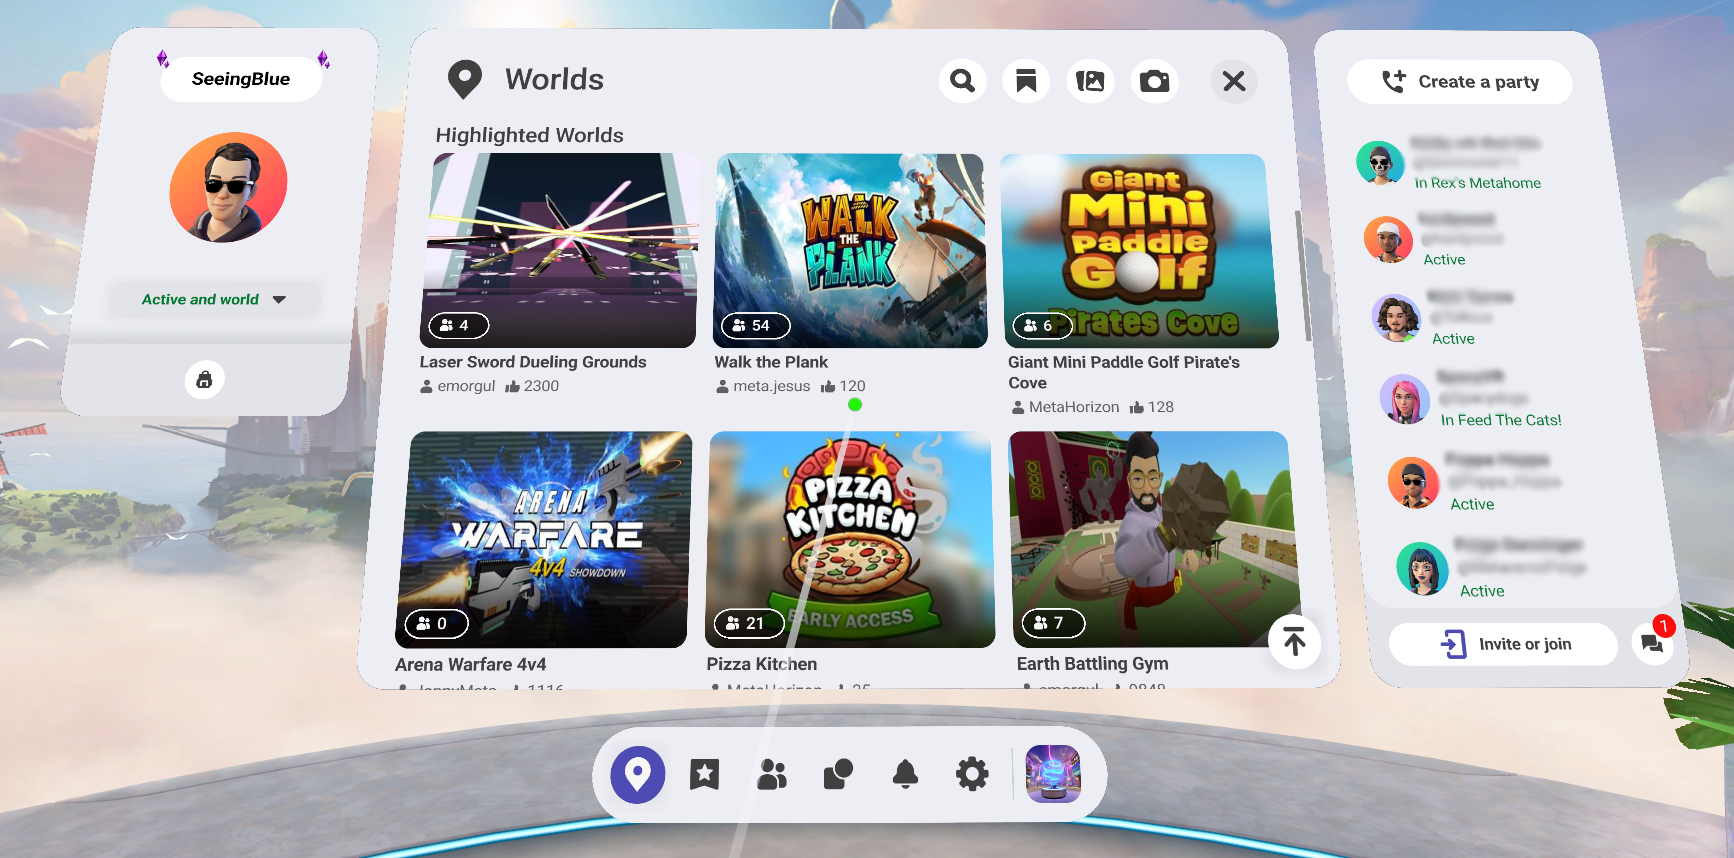 SeeingBlue
Active and world
Worlds
Highlighted Worlds
4
Laser Sword Dueling Grounds
emorgul 2300
WALK
THE
PLANK
54
Walk the Plank
meta.jesus 120
Giant
Mini
Paddle
Golf
Pirates Cove
6
Giant Mini Paddle Golf Pirate's
Cove
MetaHorizon 128
ARENA
WARFARE
4v4 SHOWDOWN
0
Arena Warfare 4v4
PIZZA
KITCHEN
EARLY ACCESS
21
Pizza Kitchen
7
Earth Battling Gym
Create a party
In Rex's Metahome
Active
Active
In Feed The Cats!
Active
Active
Invite or join
1